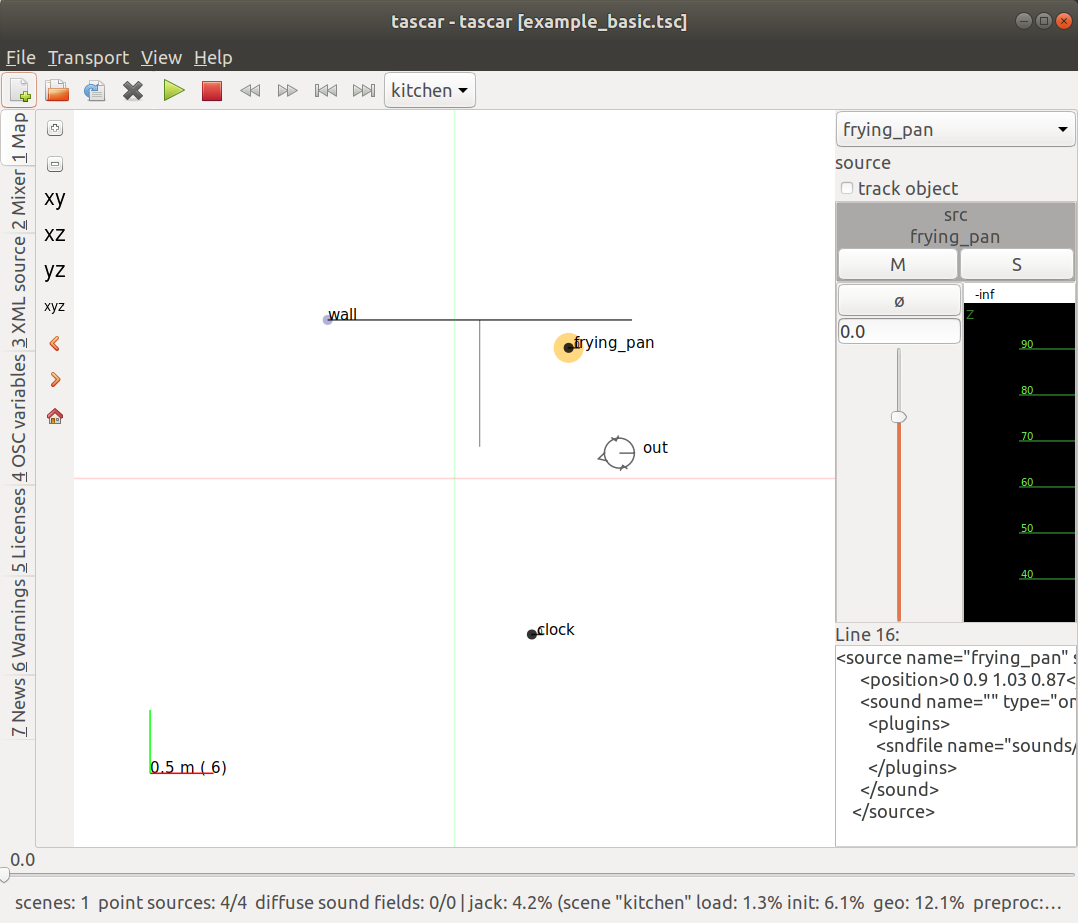 tascar - tascar [example_basic.tsc]
File Transport View Help
kitchen
1 Map
2 Mixer
3 XML source
4 OSC variables
5 Licenses
6 Warnings
7 News
xy
xz
yz
xyz
wall
frying_pan
out
clock
0.5 m ( 6)
frying_pan
source
track object
src
frying_pan
M S
ø -inf
0.0
Z
90
80
70
60
50
40
Line 16:
<source name="frying_pan" s
<position>0 0.9 1.03 0.87<
<sound name="" type="on
<plugins>
<sndfile name="sounds/
</plugins>
</sound>
</source>
0.0
scenes: 1 point sources: 4/4 diffuse sound fields: 0/0 | jack: 4.2% (scene "kitchen" load: 1.3% init: 6.1% geo: 12.1% preproc:…